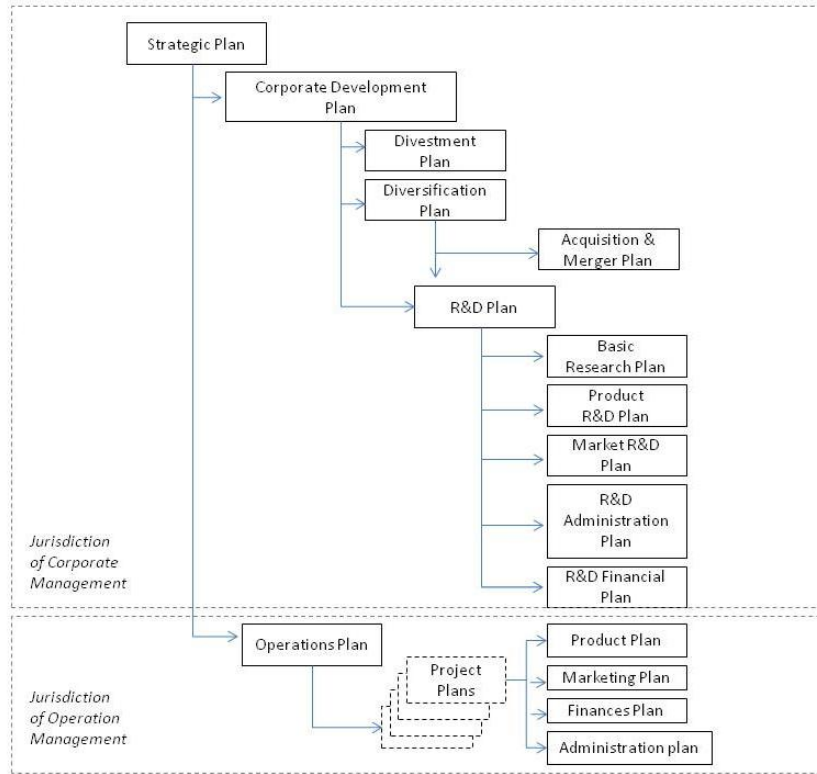 Strategic Plan
Corporate Development
Plan
Divestment
Plan
Diversification
Plan
Acquisition &
Merger Plan
R&D Plan
Basic
Research Plan
Product
R&D Plan
Market R&D
Plan
R&D
Administration
Plan
R&D Financial
Plan
Jurisdiction
of Corporate
Management
Operations Plan
Project
Plans
Product Plan
Marketing Plan
Finances Plan
Administration plan
Jurisdiction
of Operation
Management